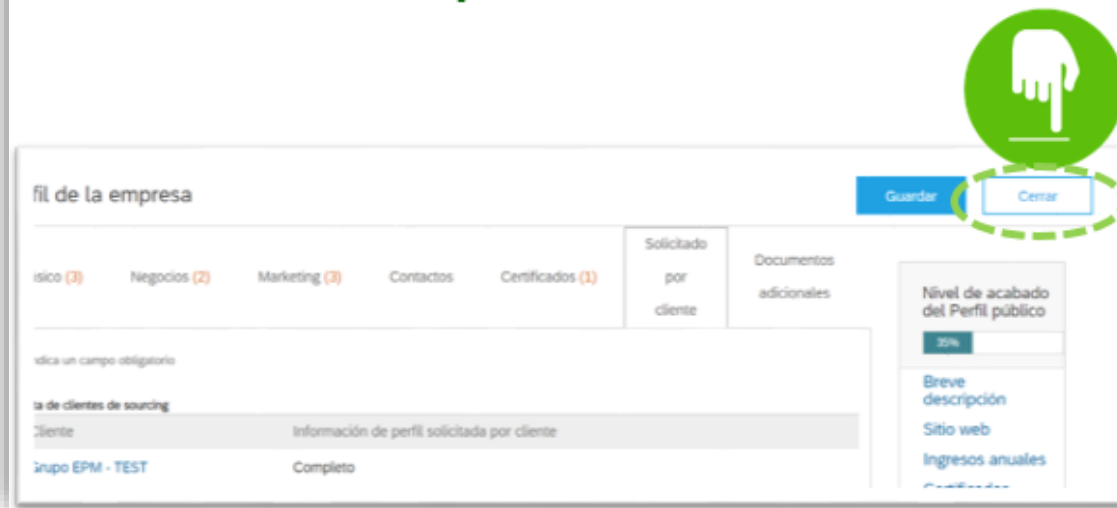 fil de la empresa
Guardar
Cerrar
ísico (3)
Negocios (2)
Marketing (3)
Contactos
Certificados (1)
Solicitado
por
cliente
Documentos
adicionales
ndica un campo obligatorio
ta de clientes de sourcing
Cliente
Información de perfil solicitada por cliente
Grupo EPM - TEST
Completo
Nivel de acabado
del Perfil público
35%
Breve
descripción
Sitio web
Ingresos anuales